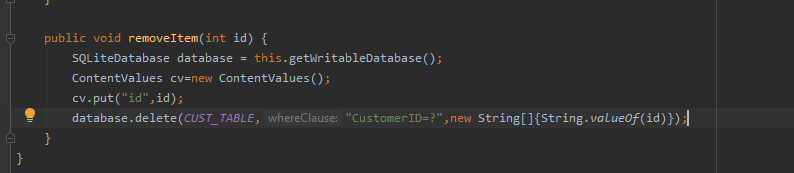 }
public void removeItem(int id) {
SQLiteDatabase database = this.getWritableDatabase();
ContentValues cv=new ContentValues();
cv.put("id",id);
database.delete(CUST_TABLE, whereClause: "CustomerID=?",new String[]{String.valueOf(id)});
}
}